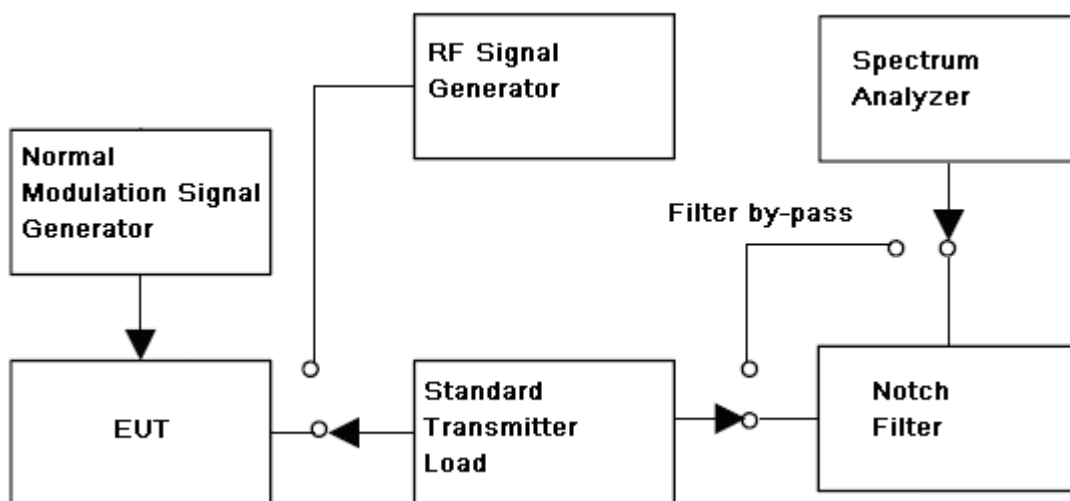 RF Signal
Generator
Spectrum
Analyzer
Normal
Modulation Signal
Generator
Filter by-pass
EUT
Standard
Transmitter
Load
Notch
Filter